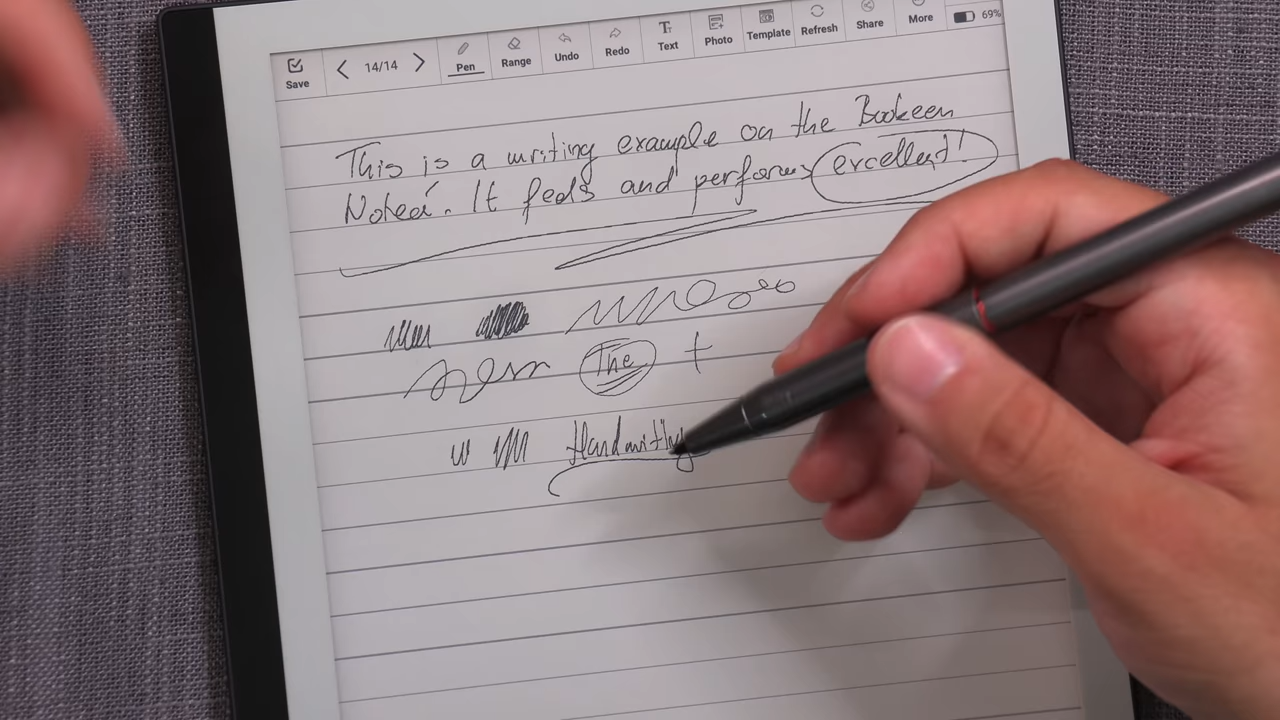 Save 14/14 Pen Range Undo Redo Text Photo Template Refresh Share More 69%
This is a writing example on the Bookeen
Notéa. It feels and performs excellent!
The +
Handwriting